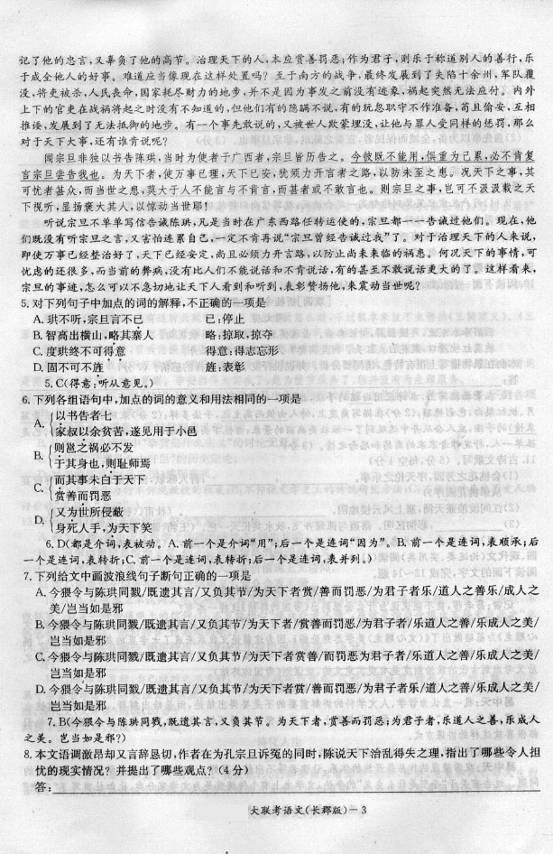 记了他的忠言,又辜负了他的高节。治理天下的人,本应赏善罚恶;作为君子,则乐于称道别人的善行,乐
于成全他人的好事。难道应当像现在这样处置吗?至于南方的战争,最终发展到了失陷十余州,军队覆
没,将吏被杀,人民丧命,国家耗尽财力的地步,并不是因为事发之前没有迹象,祸起突然无法应付。内外
上下的官吏在战祸将起之时没有不知道的,但他们有的隐瞒不说,有的玩忽职守不作准备,苟且偷安,互相
推诿,发展到了无法抵御的地步。有一个事先敢说的,又被世人欺蒙埋没,让他与罪人受同样的惩罚,那么
对于天下大事,还有谁肯说呢?
闻宗旦非独以书告陈珙,当时为使者于广西者,宗旦皆历告之。今彼既不能用,惧重为己累,必不肯复
言宗旦尝告我也。为天下者,使万事已理,天下已安,犹须力开言者之路,以防未至之患。况天下之事,其
可忧者甚众,而当世之患,莫大于人不能言与不肯言,而甚者或不敢言也。则宗旦之事,岂可不汲汲载之天
下视听,显扬褒大其人,以惊动当世耶!
听说宗旦不单单写信告诫陈珙,凡是当时在广东西路任转运使的,宗旦都一一告诫过他们。现在,他
们既没有听宗旦之言,又害怕连累自己,一定不肯再说“宗旦曾经告诫过我”了。对于治理天下的人来说,
即使万事已经整治好了,天下已经安定,尚且必须力开言路,以防止尚未来临的祸患。何况天下的事情,可
忧虑的还很多,而当前的弊病,没有比人们不能说话和不肯说话,有的甚至不敢说话更大的了。这样看来,
宗旦的事迹,怎么可以不急切地让天下人看到和听到,表彰赞扬他,来震动当世呢?
5.对下列句子中加点的词的解释,不正确的一项是
A.珙不听,宗旦言不已 已:停止
B.智高出横山,略其寨人 略:掠取,掠夺
C.度珙终不可得意 得意:得志忘形
D.固不可不旌 旌:表彰
5.C(得意:听从意见。)
6.下列各组语句中,加点的词的意义和用法相同的一项是
A.{以书告者七
家叔以余贫苦,遂见用于小邑
B.{则邕之祸必不发
于其身也,则耻师焉
C.{而其事未白于天下
赏善而罚恶
D.{又为世所侵蔽
身死人手,为天下笑
6.D(都是介词,表被动。A.前一个是介词“用”;后一个是连词“因为”。B.前一个是连词,表顺承;后
一个是连词,表转折;C.前一个是连词,表转折;后一个是连词,表并列。)
7.下列给文中画波浪线句子断句正确的一项是
A.今猥令与陈珙同戮/既遗其言/又负其节/为天下者赏/善而罚恶/为君子者乐/道人之善乐/成人之
美/岂当如是邪
B.今猥令与陈珙同戮/既遗其言/又负其节/为天下者/赏善而罚恶/为君子者/乐道人之善/乐成人之美/
岂当如是邪
C.今猥令与陈珙同戮/既遗其言/又负其节/为天下者赏/善而罚恶为君子者/乐道人之善/乐成人之美/
岂当如是邪
D.今猥令与陈珙同戮/既遗其言/又负其节/为天下者赏/善而罚恶/为君子者乐/道人之善/乐成人之美/
岂当如是邪
7.B(今猥令与陈珙同戮,既遗其言,又负其节。为天下者,赏善而罚恶;为君子者,乐道人之善,乐成人
之美。岂当如是邪?)
8.本文语调激昂却又言辞恳切,作者在为孔宗旦诉冤的同时,陈说天下治乱得失之理,指出了哪些令人担
忧的现实情况?并提出了哪些观点?(4分)
答:
大联考语文(长郡版)-3